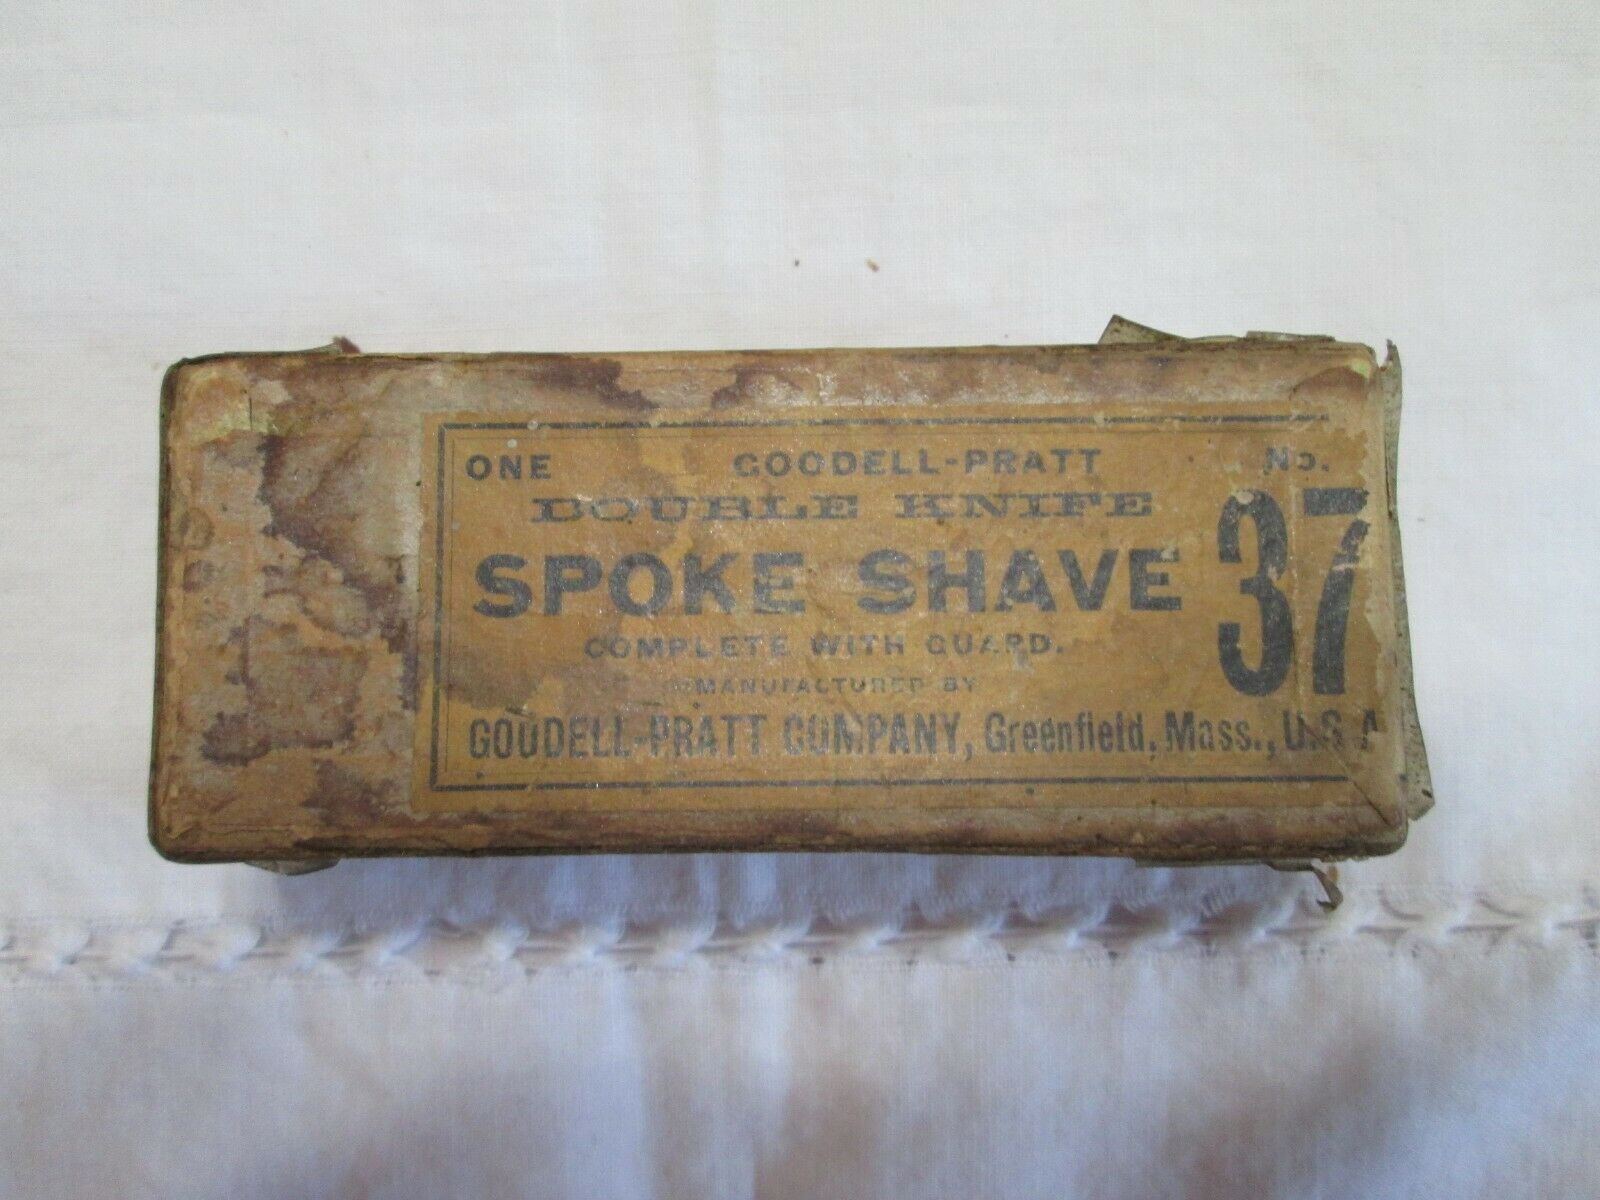 ONE GOODELL-PRATT No.
DOUBLE KNIFE
SPOKE SHAVE 37
COMPLETE WITH GUARD.
MANUFACTURED BY
GOODELL-PRATT COMPANY, Greenfield, Mass., U.S.A